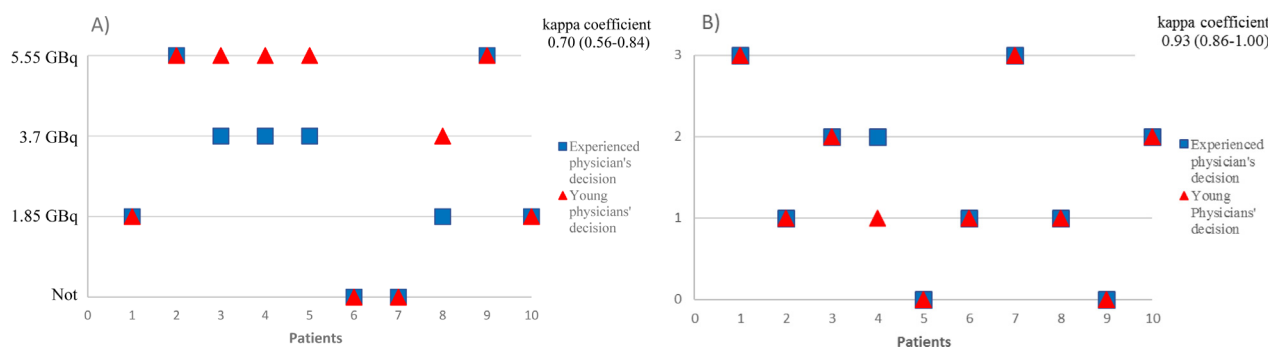 A)
kappa coefficient
0.70 (0.56-0.84)
5.55 GBq
3.7 GBq
1.85 GBq
Not
0 1 2 3 4 5 6 7 8 9 10
Patients
Experienced
physician's
decision
Young
physicians'
decision
B)
kappa coefficient
0.93 (0.86-1.00)
3
2
1
0
0 1 2 3 4 5 6 7 8 9 10
Patients
Experienced
physician's
decision
Young
Physicians'
decision